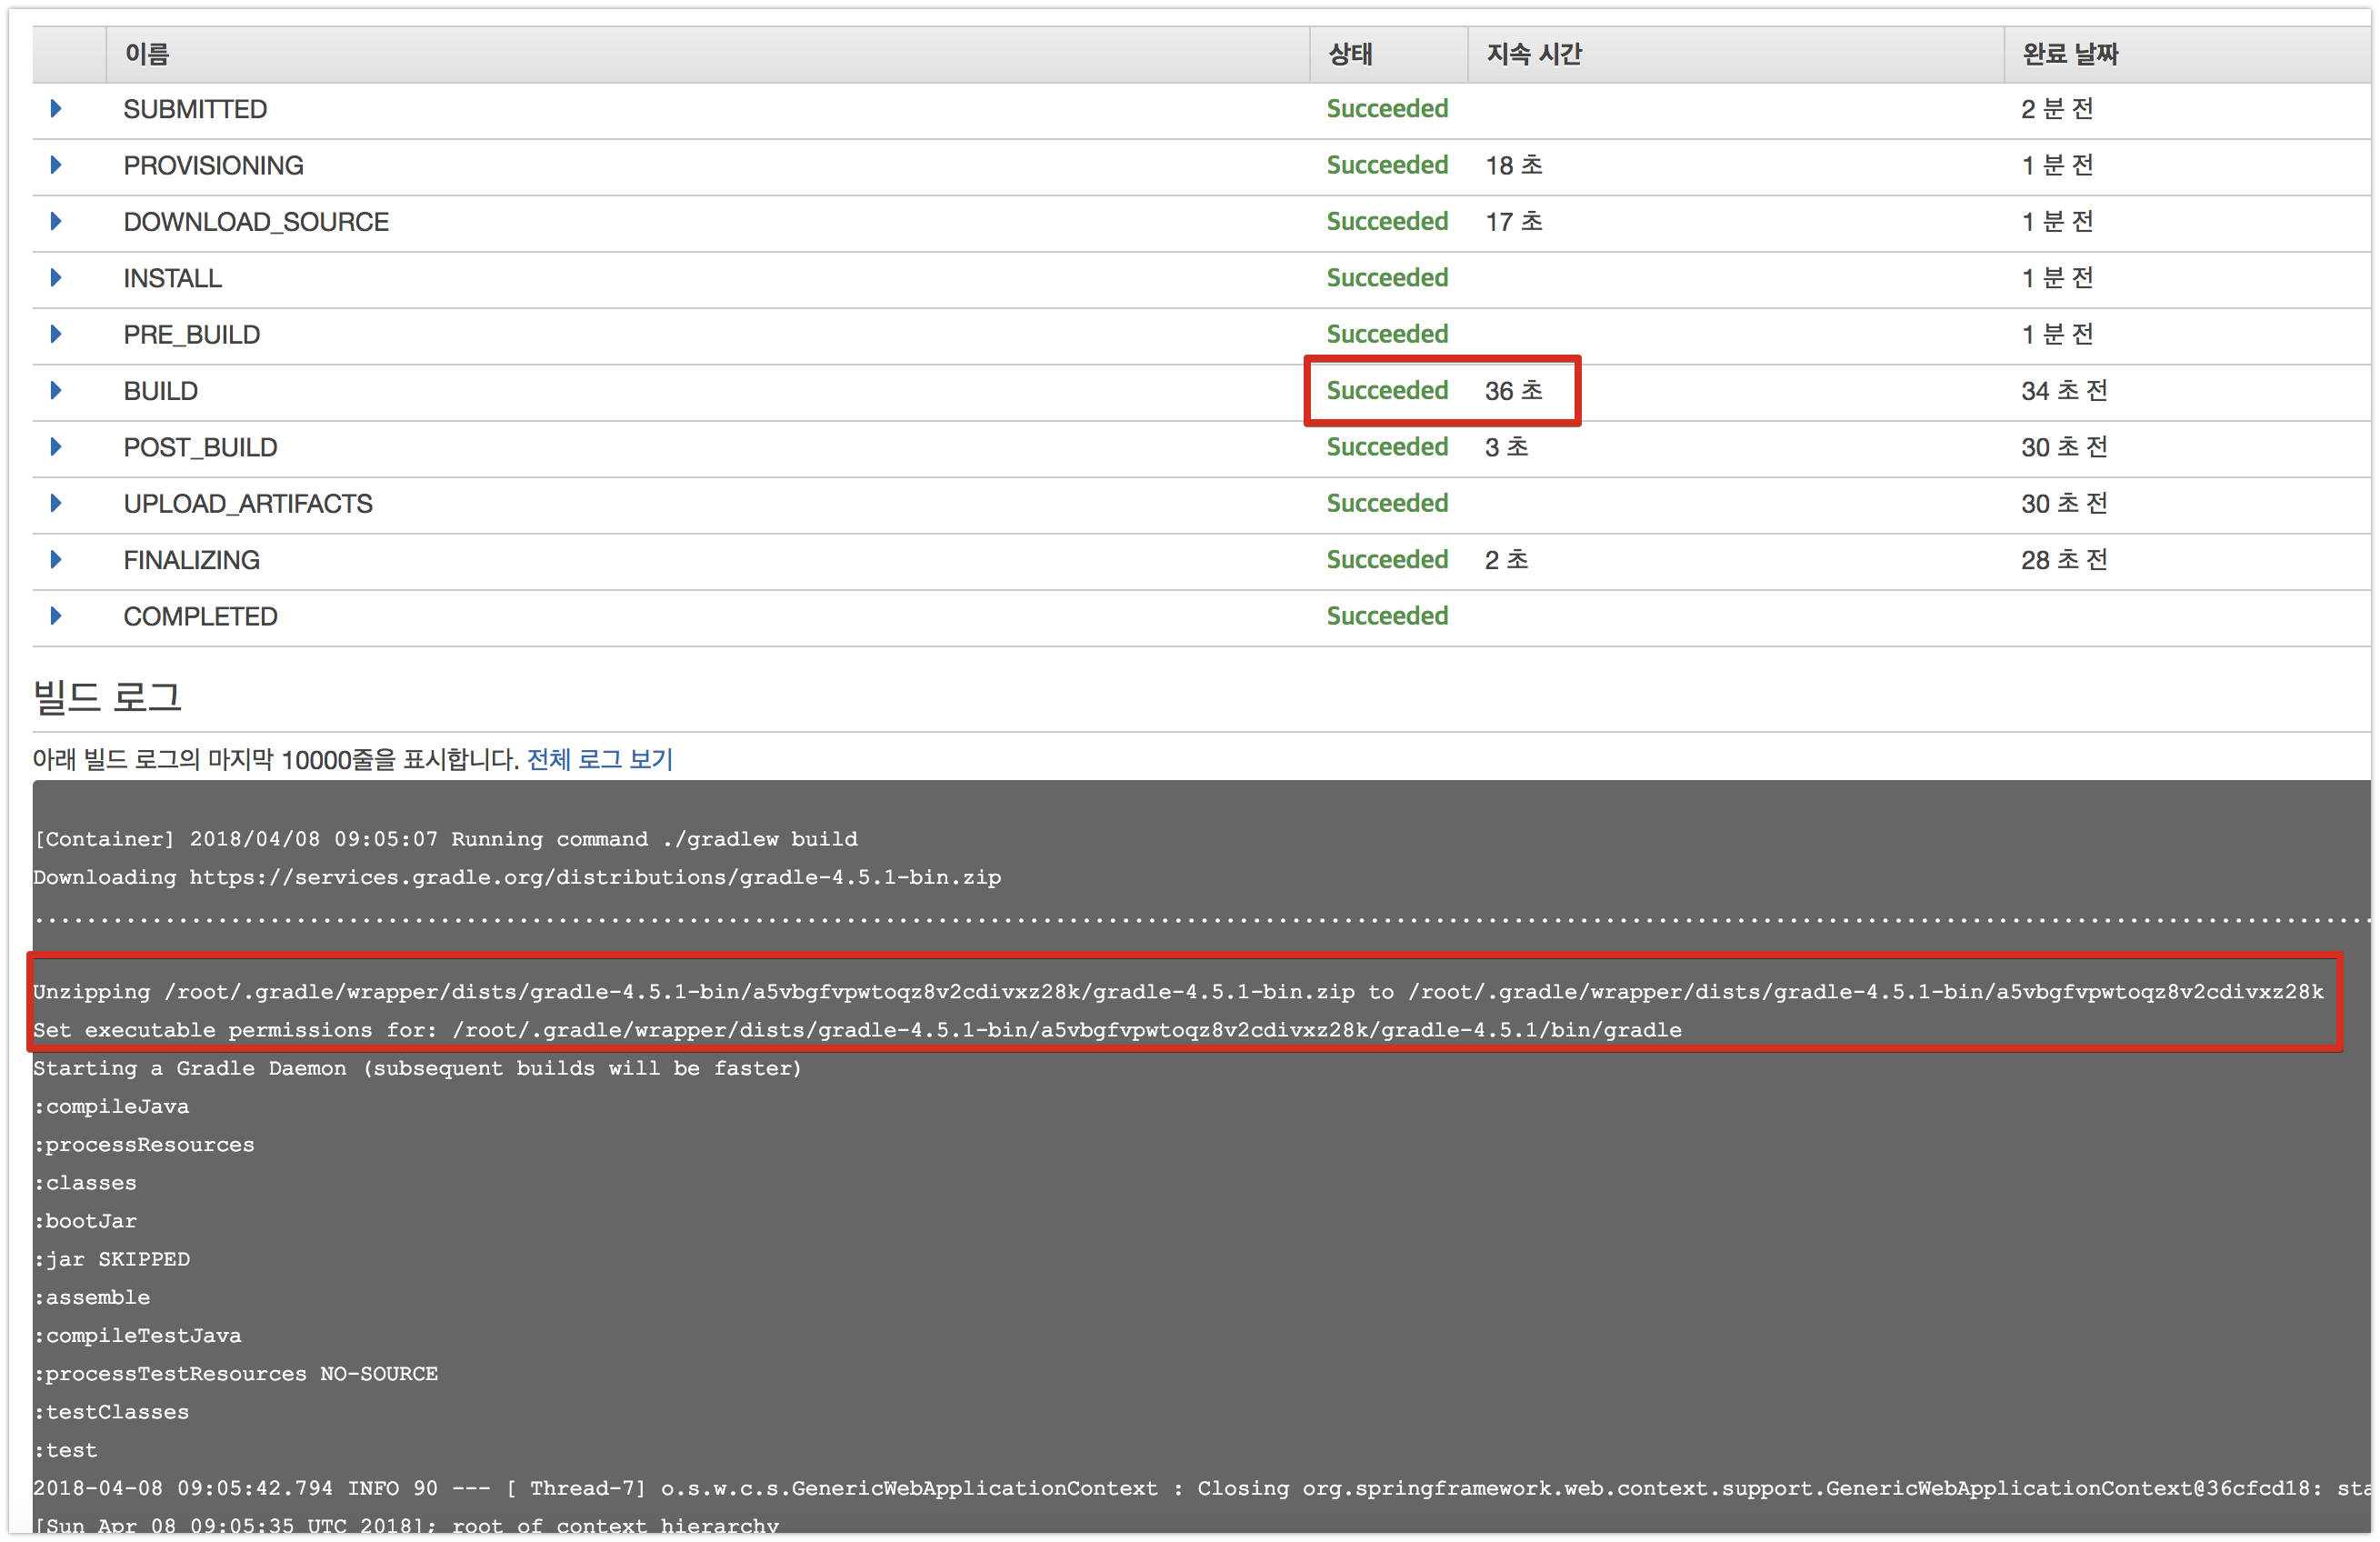 이름 상태 지속 시간 완료 날짜
SUBMITTED Succeeded 2 분 전
PROVISIONING Succeeded 18 초 1 분 전
DOWNLOAD_SOURCE Succeeded 17 초 1 분 전
INSTALL Succeeded 1 분 전
PRE_BUILD Succeeded 1 분 전
BUILD Succeeded 36 초 34 초 전
POST_BUILD Succeeded 3 초 30 초 전
UPLOAD_ARTIFACTS Succeeded 30 초 전
FINALIZING Succeeded 2 초 28 초 전
COMPLETED Succeeded
빌드 로그
아래 빌드 로그의 마지막 10000줄을 표시합니다. 전체 로그 보기
[Container] 2018/04/08 09:05:07 Running command ./gradlew build
Downloading https://services.gradle.org/distributions/gradle-4.5.1-bin.zip
Unzipping /root/.gradle/wrapper/dists/gradle-4.5.1-bin/a5vbgfvpwtoqz8v2cdivxz28k/gradle-4.5.1-bin.zip to /root/.gradle/wrapper/dists/gradle-4.5.1-bin/a5vbgfvpwtoqz8v2cdivxz28k
Set executable permissions for: /root/.gradle/wrapper/dists/gradle-4.5.1-bin/a5vbgfvpwtoqz8v2cdivxz28k/gradle-4.5.1/bin/gradle
Starting a Gradle Daemon (subsequent builds will be faster)
:compileJava
:processResources
:classes
:bootJar
:jar SKIPPED
:assemble
:compileTestJava
:processTestResources NO-SOURCE
:testClasses
:test
2018-04-08 09:05:42.794 INFO 90 --- [ Thread-7] o.s.w.c.s.GenericWebApplicationContext : Closing org.springframework.web.context.support.GenericWebApplicationContext@36cfcd18: sta
[Sun Apr 08 09:05:35 UTC 2018]; root of context hierarchy